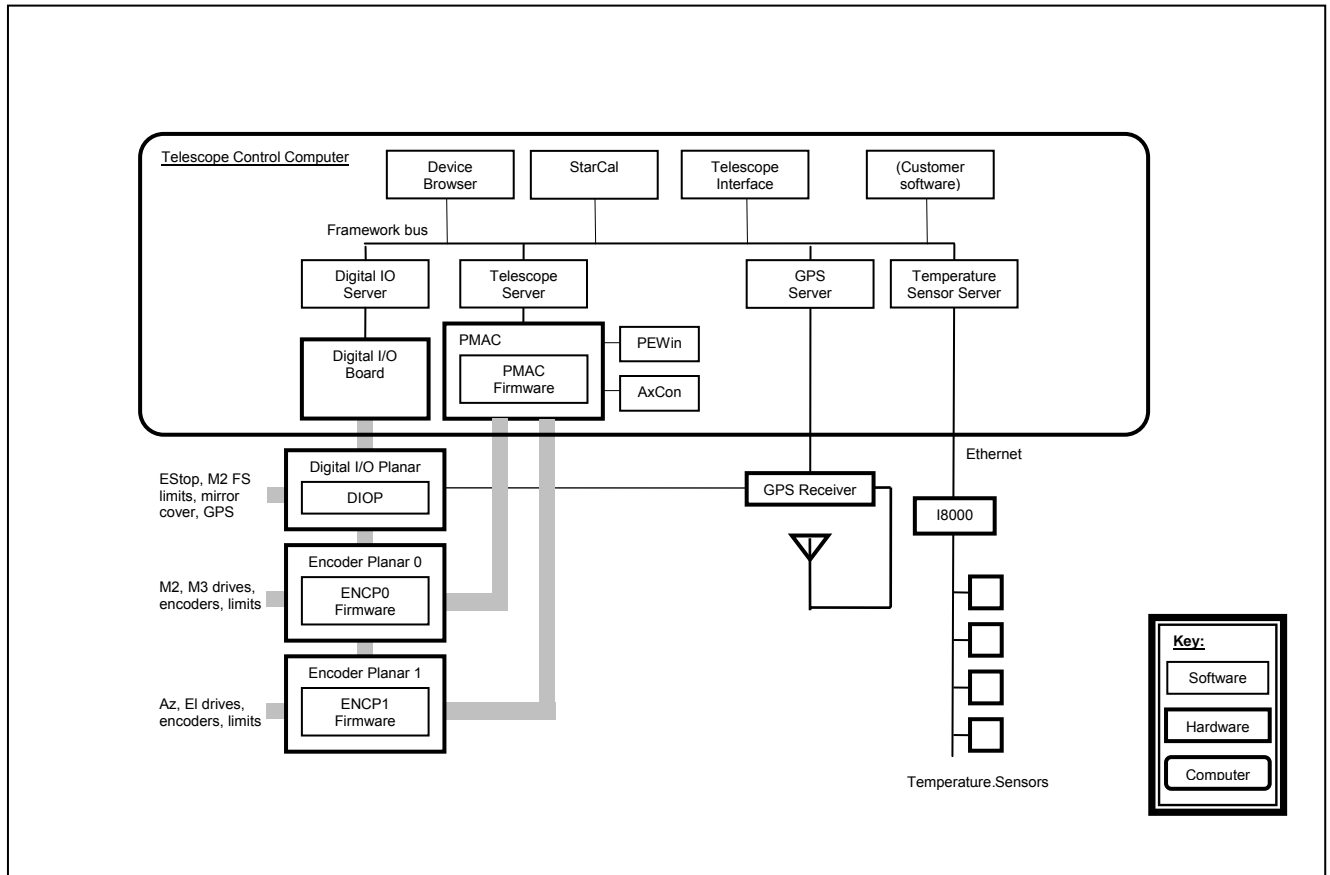 Telescope Control Computer
Device
Browser
StarCal
Telescope
Interface
(Customer
software)
Framework bus
Digital IO
Server
Telescope
Server
GPS
Server
Temperature
Sensor Server
Digital I/O
Board
PMAC
PMAC
Firmware
PEWin
AxCon
Ethernet
Digital I/O Planar
DIOP
EStop, M2 FS
limits, mirror
cover, GPS
GPS Receiver
I8000
Encoder Planar 0
ENCP0
Firmware
M2, M3 drives,
encoders, limits
Encoder Planar 1
ENCP1
Firmware
Az, El drives,
encoders, limits
Temperature.Sensors
Key:
Software
Hardware
Computer